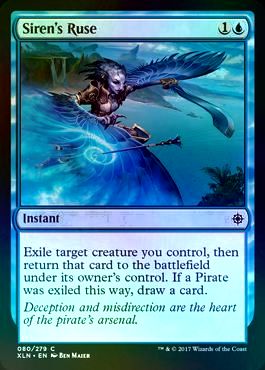 Siren's Ruse 1
Instant
Exile target creature you control, then
return that card to the battlefield
under its owner's control. If a Pirate
was exiled this way, draw a card.
Deception and misdirection are the heart
of the pirate's arsenal.
080/279 C
XLN • EN Ben Maier ™ & © 2017 Wizards of the Coast